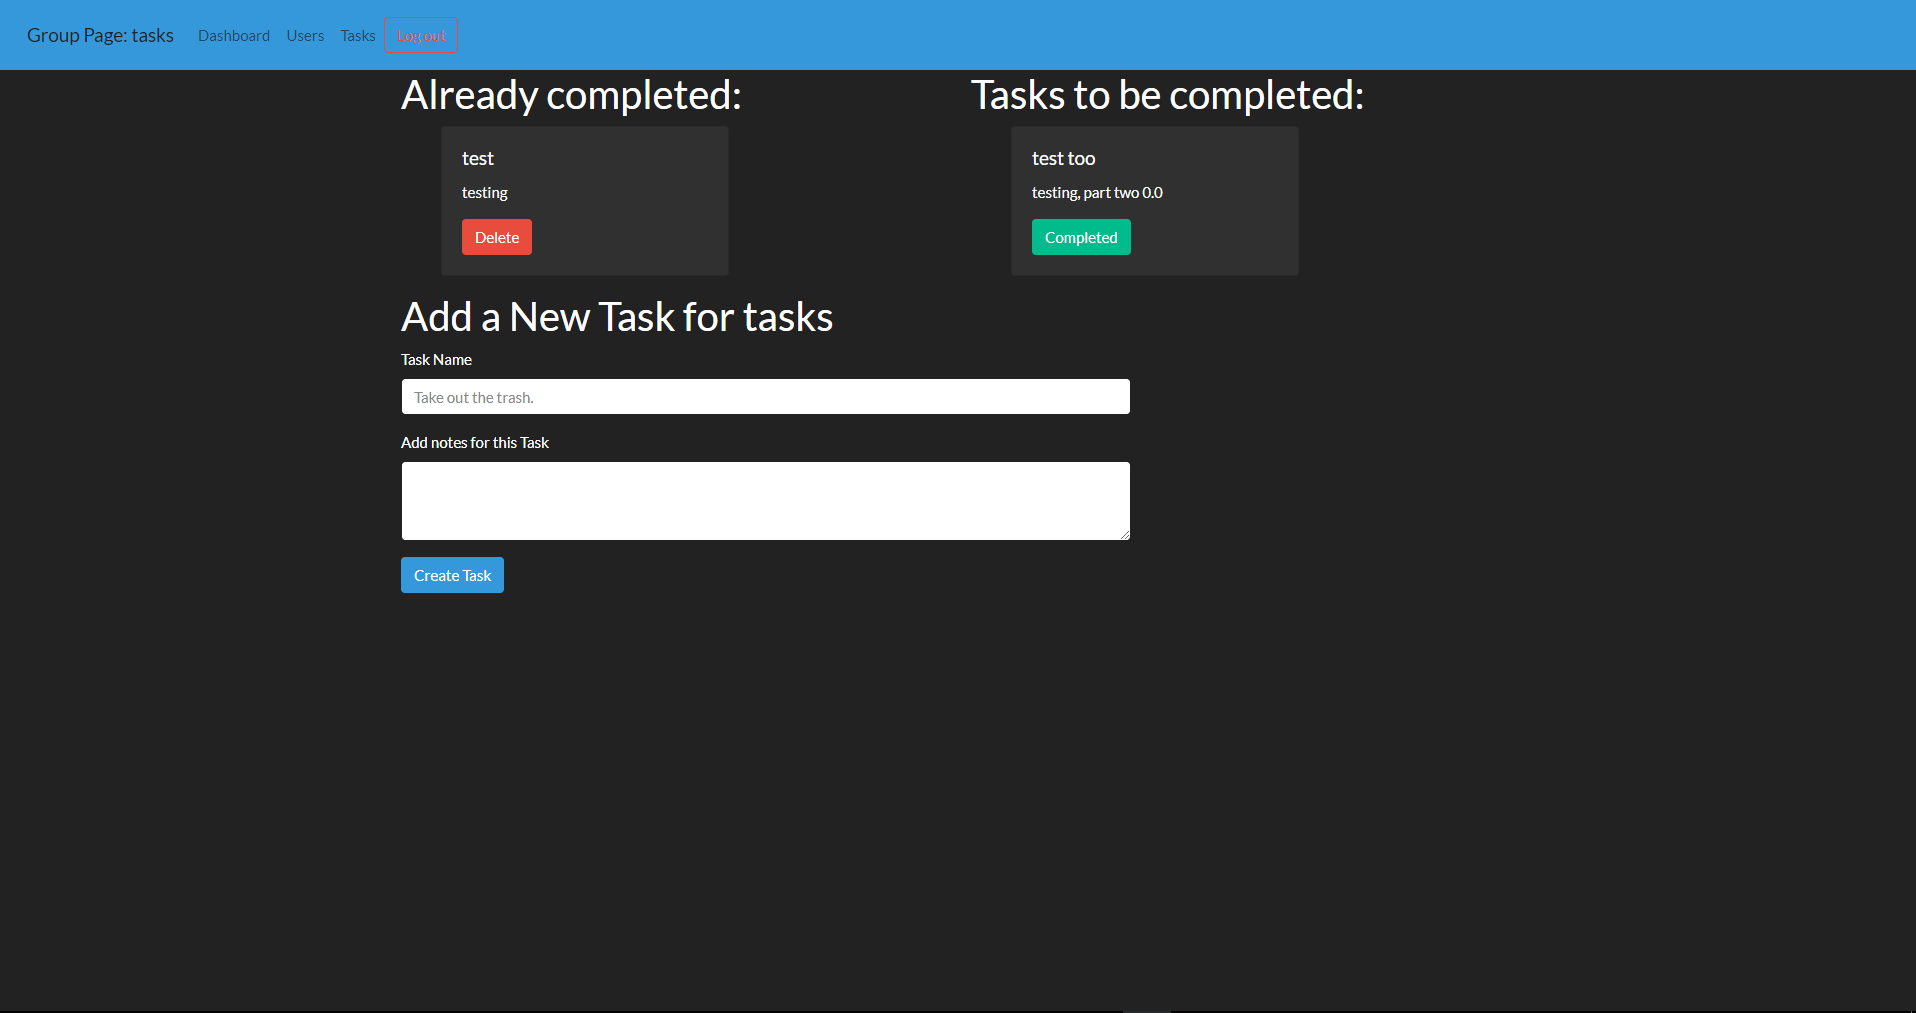 Group Page: tasks Dashboard Users Tasks Log out
Already completed:
test
testing
Delete
Tasks to be completed:
test too
testing, part two 0.0
Completed
Add a New Task for tasks
Task Name
Take out the trash.
Add notes for this Task
Create Task